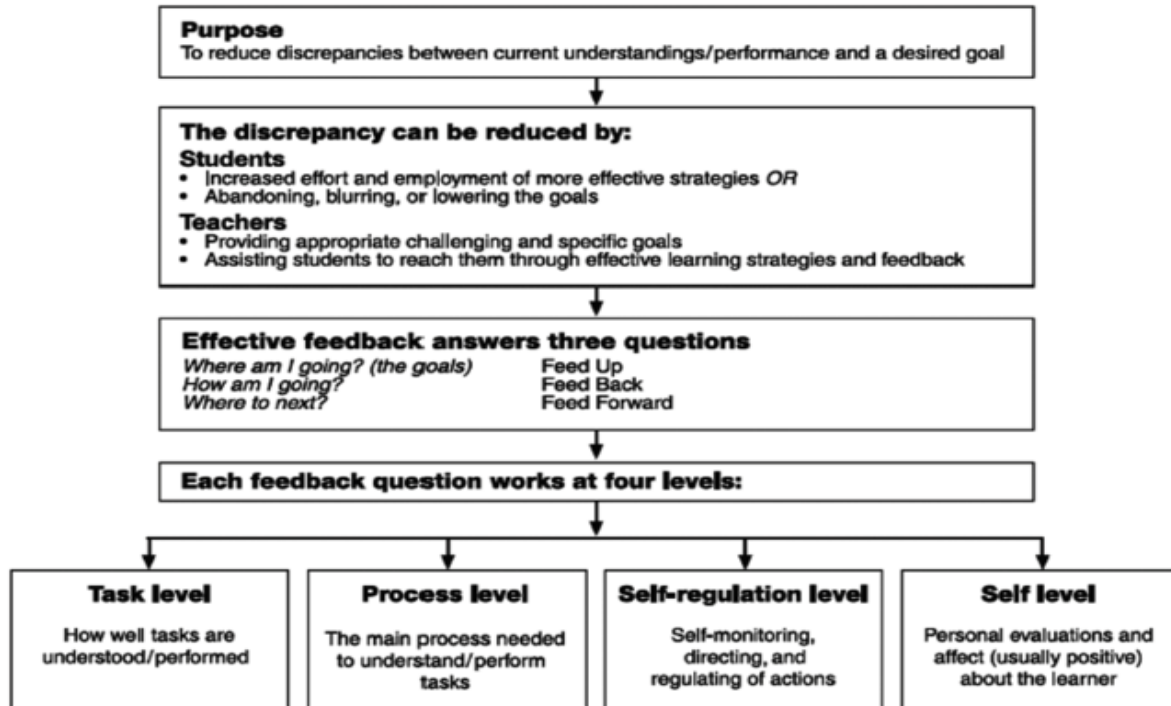 Purpose
To reduce discrepancies between current understandings/performance and a desired goal
The discrepancy can be reduced by:
Students
• Increased effort and employment of more effective strategies OR
• Abandoning, blurring, or lowering the goals
Teachers
• Providing appropriate challenging and specific goals
• Assisting students to reach them through effective learning strategies and feedback
Effective feedback answers three questions
Where am I going? (the goals) Feed Up
How am I going? Feed Back
Where to next? Feed Forward
Each feedback question works at four levels:
Task level
How well tasks are
understood/performed
Process level
The main process needed
to understand/perform
tasks
Self-regulation level
Self-monitoring,
directing, and
regulating of actions
Self level
Personal evaluations and
affect (usually positive)
about the learner